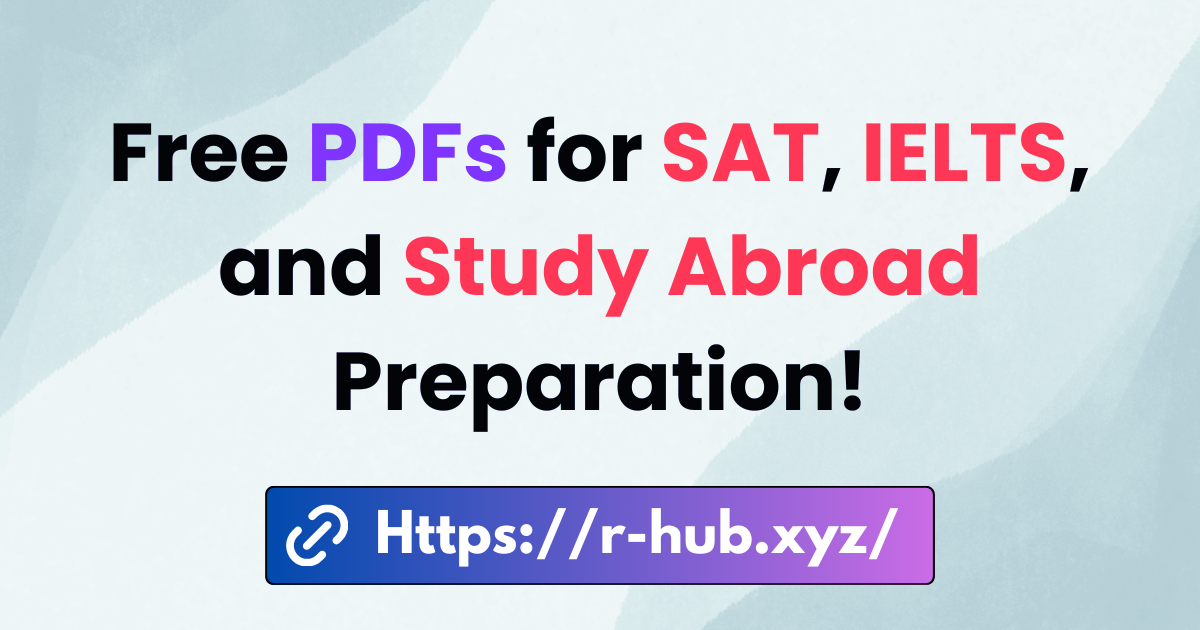 Free PDFs for SAT, IELTS,
and Study Abroad
Preparation!
Https://r-hub.xyz/